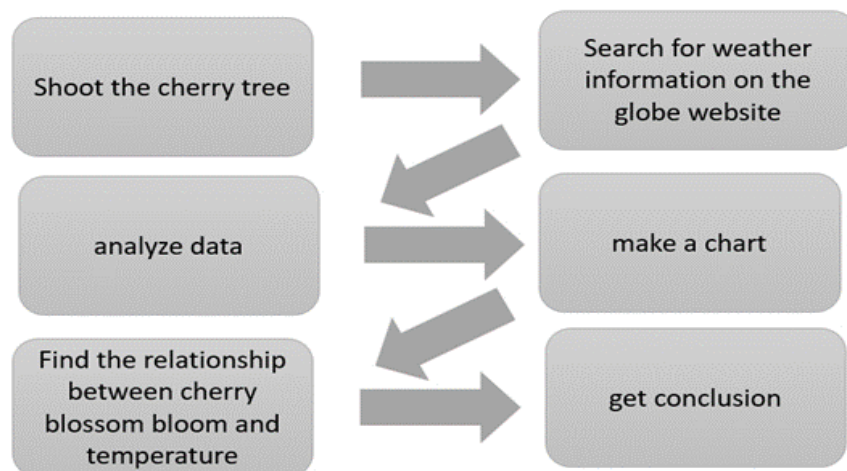 Shoot the cherry tree
Search for weather
information on the
globe website
analyze data
make a chart
Find the relationship
between cherry
blossom bloom and
temperature
get conclusion